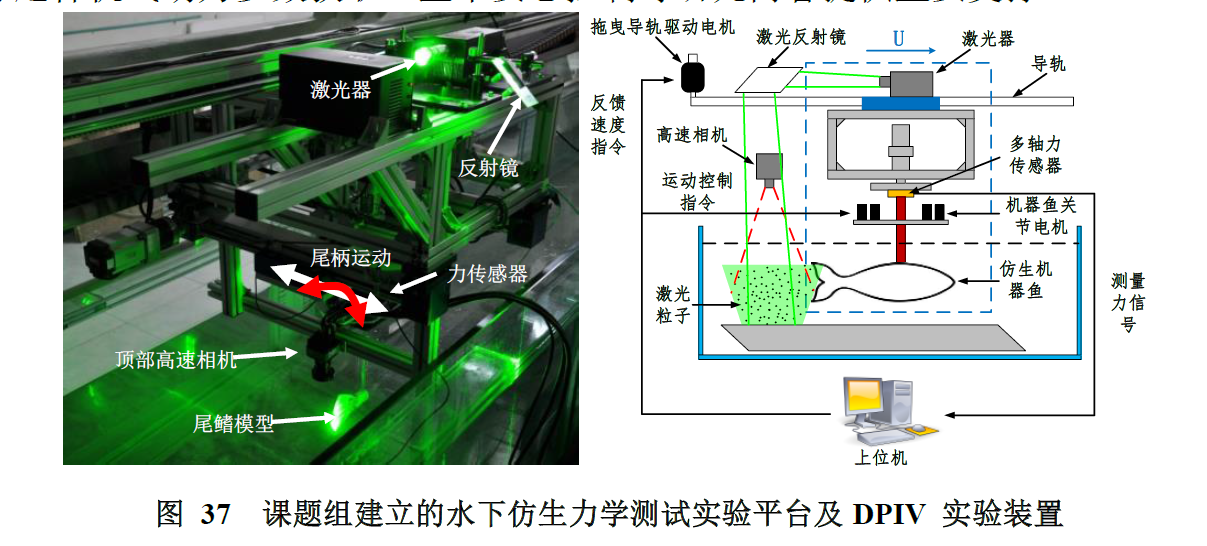 激光器
反射镜
尾柄运动
力传感器
顶部高速相机
尾鳍模型
拖曳导轨驱动电机
激光反射镜
U
激光器
导轨
反馈
速度
指令
高速相机
多轴力
传感器
运动控制
指令
机器鱼关
节电机
仿生机
器鱼
激光
粒子
测量
力信
号
上位机
图 37 课题组建立的水下仿生力学测试实验平台及 DPIV 实验装置